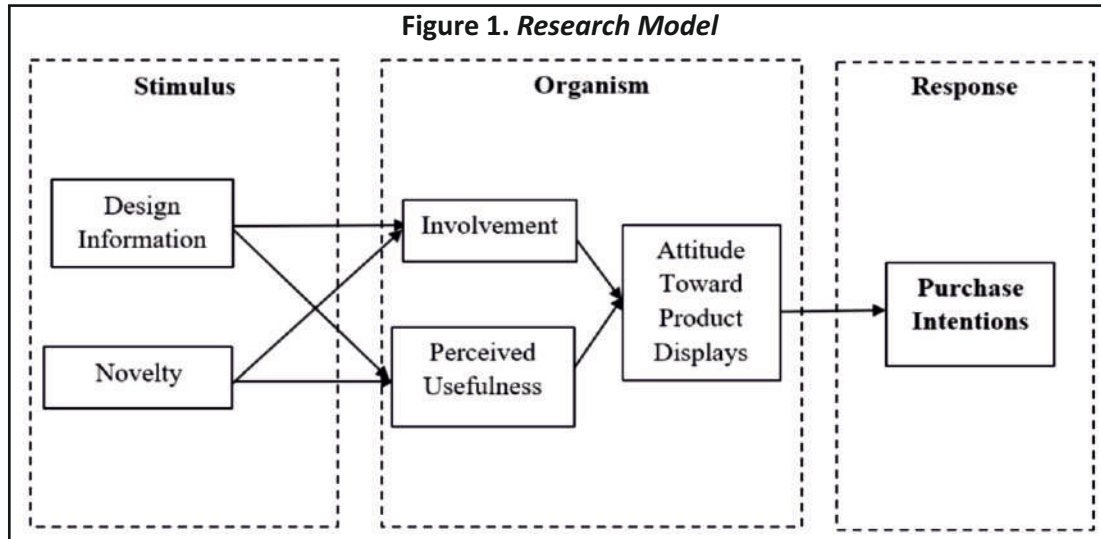 Figure 1. Research Model
Stimulus
Organism
Response
Design
Information
Novelty
Involvement
Perceived
Usefulness
Attitude
Toward
Product
Displays
Purchase
Intentions